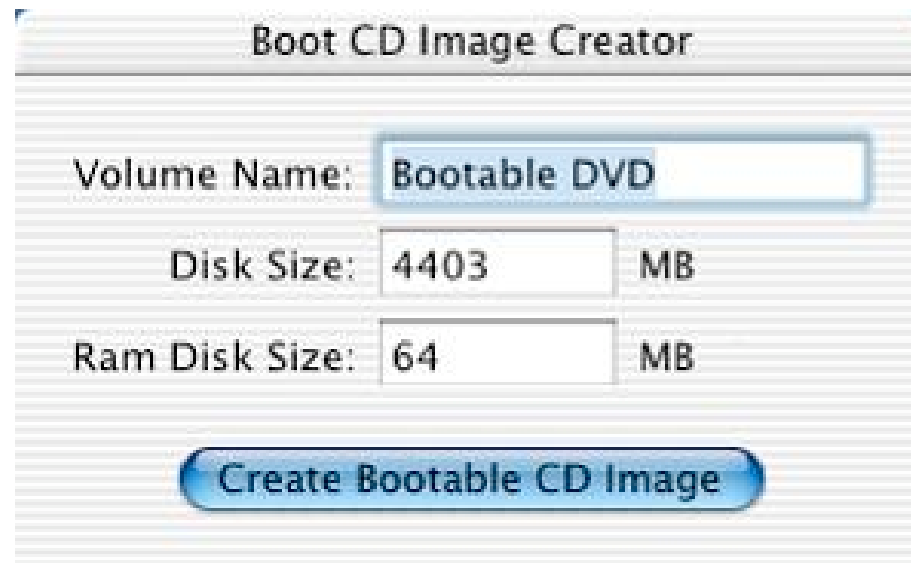 Boot CD Image Creator
Volume Name: Bootable DVD
Disk Size: 4403 MB
Ram Disk Size: 64 MB
Create Bootable CD Image